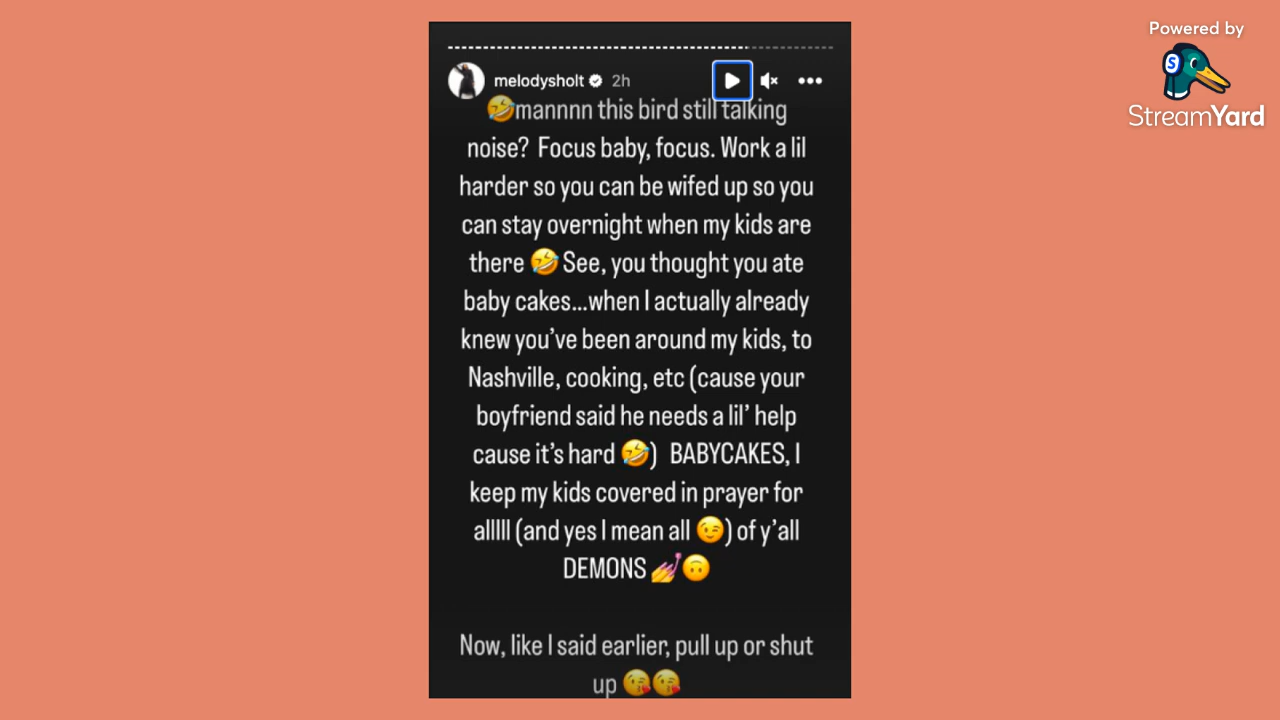 Powered by
S
StreamYard
melodysholt 2h
🤣mannnn this bird still talking
noise? Focus baby, focus. Work a lil
harder so you can be wifed up so you
can stay overnight when my kids are
there 🤣 See, you thought you ate
baby cakes...when I actually already
knew you've been around my kids, to
Nashville, cooking, etc (cause your
boyfriend said he needs a lil' help
cause it's hard 🤣) BABYCAKES, I
keep my kids covered in prayer for
alllll (and yes I mean all 😉) of y'all
DEMONS 💅🙃
Now, like I said earlier, pull up or shut
up 😘😘